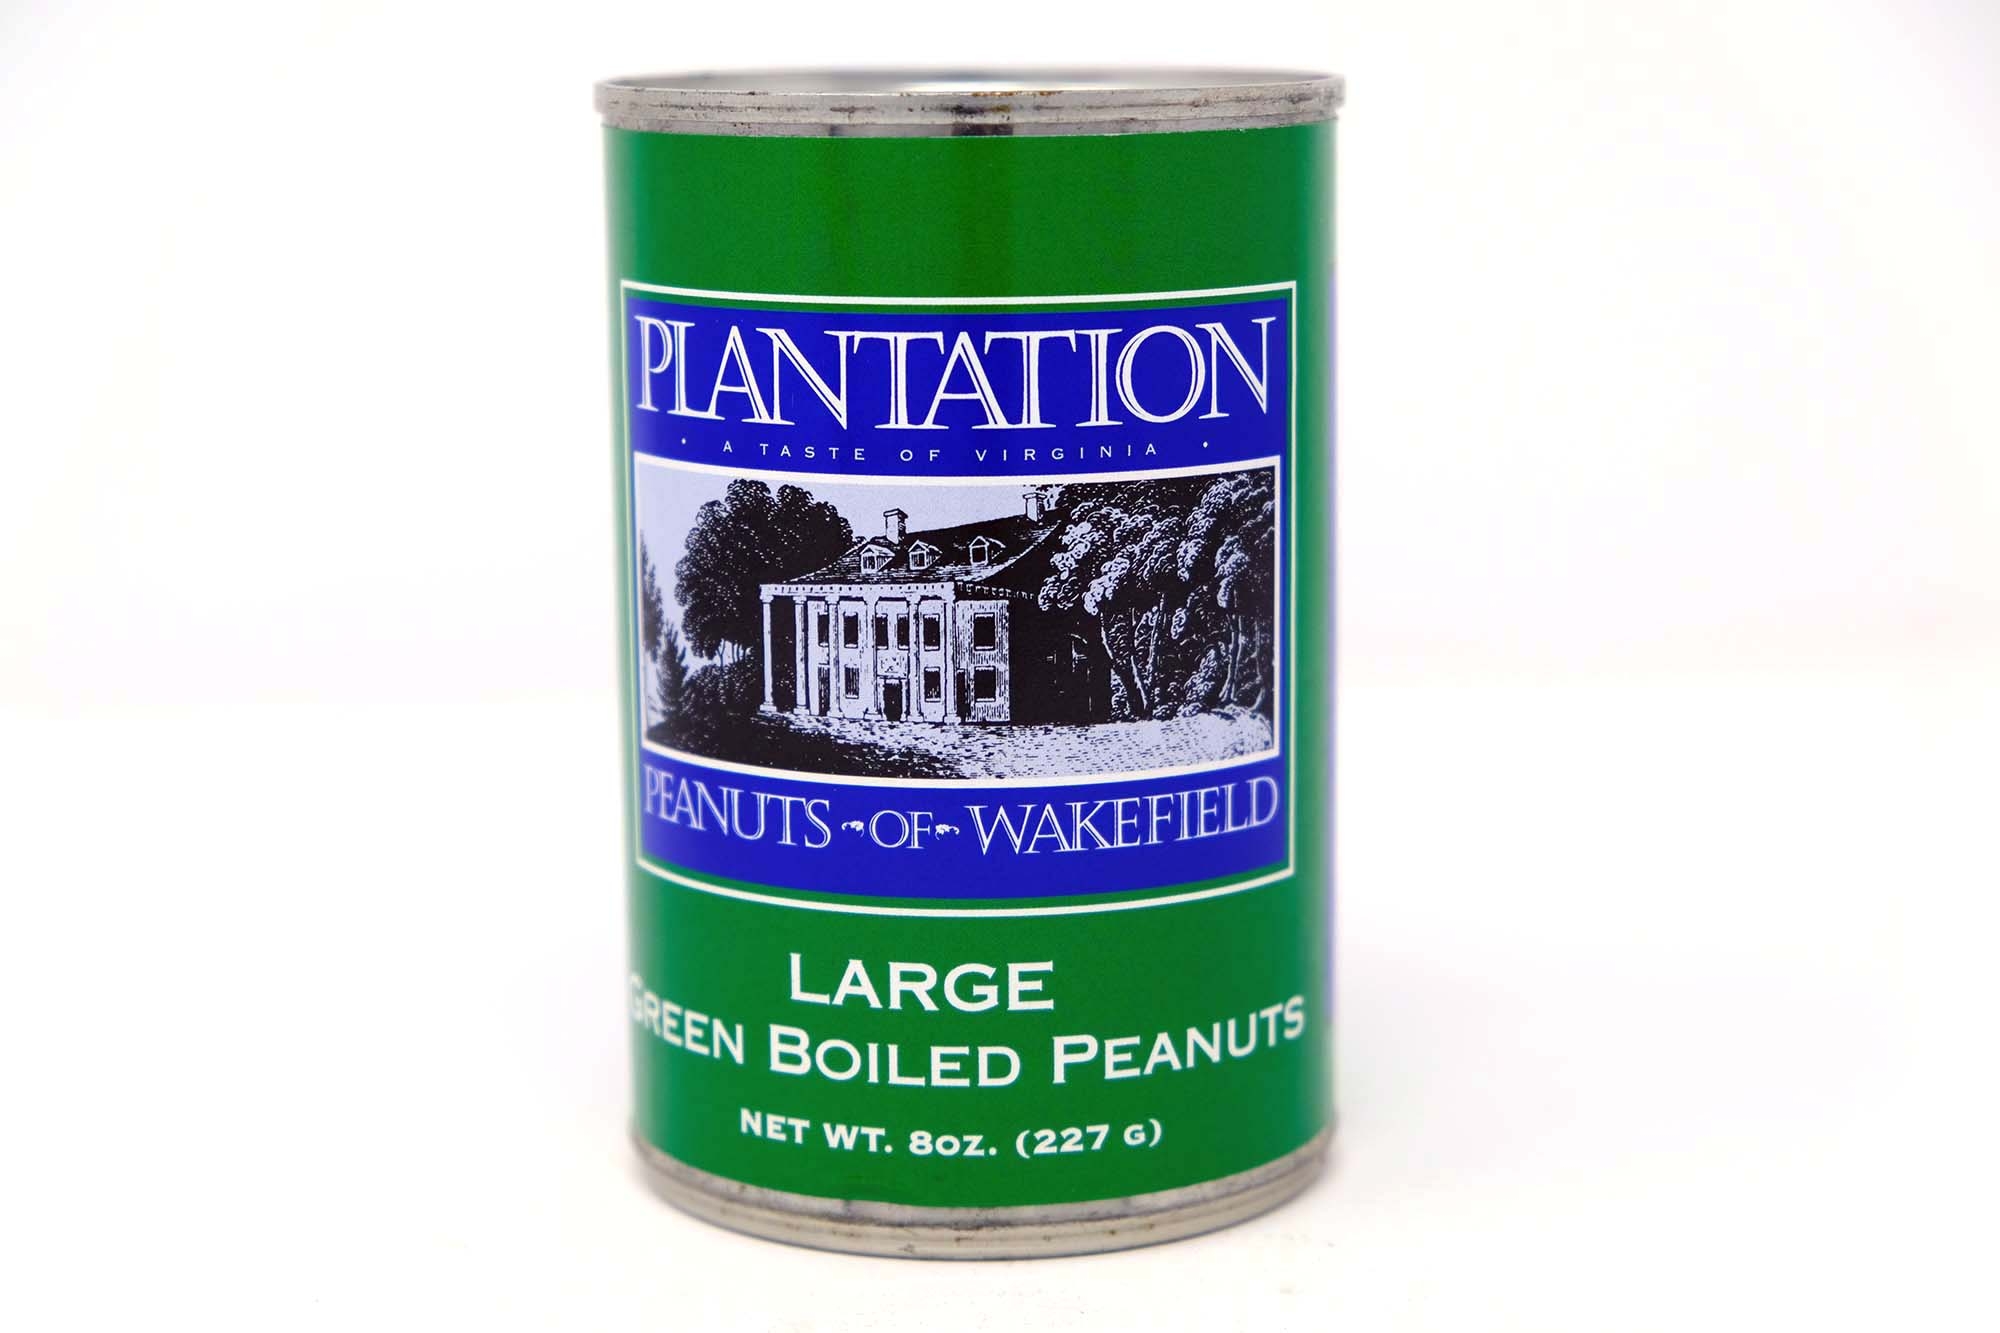 PLANTATION
• A TASTE OF VIRGINIA •
PEANUTS OF WAKEFIELD
LARGE
GREEN BOILED PEANUTS
NET WT. 8OZ. (227 G)